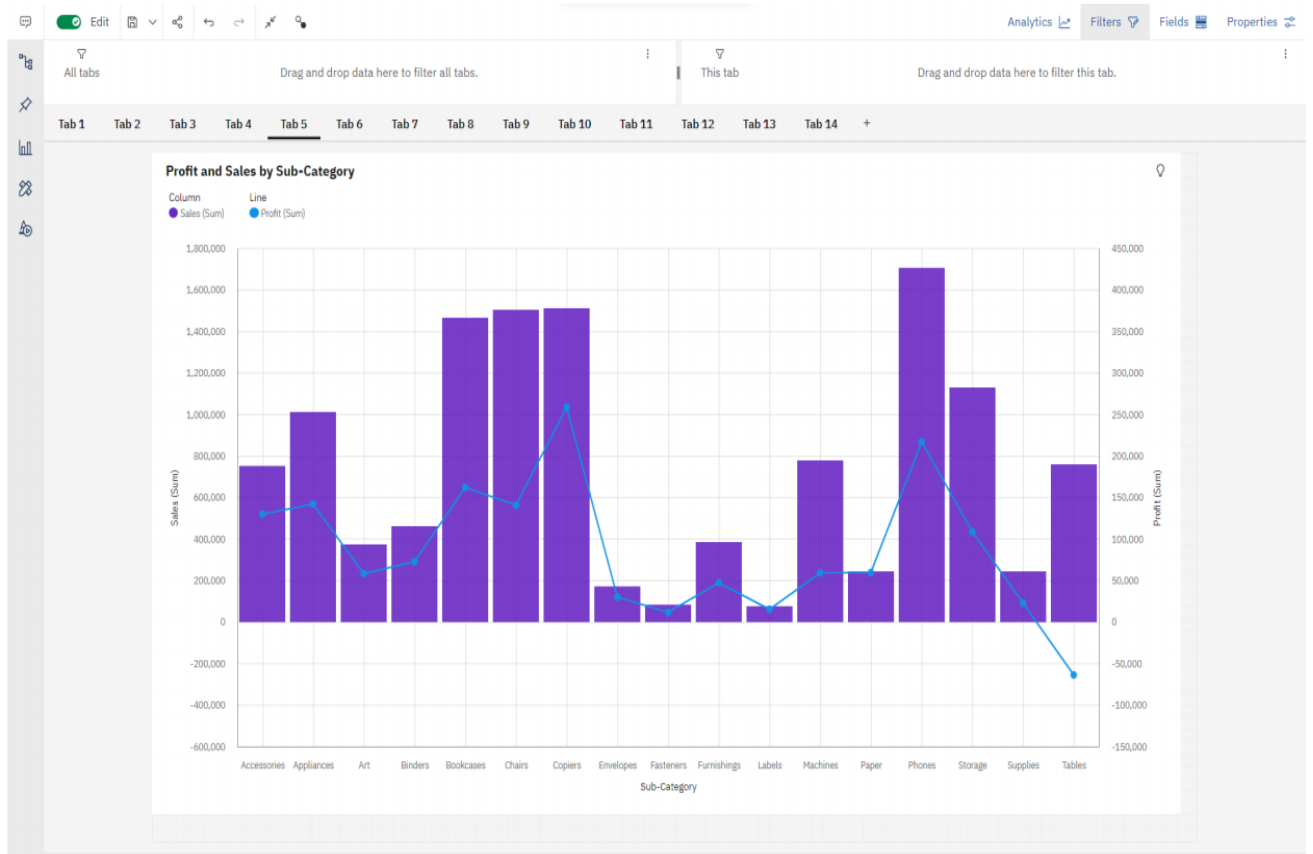 Edit
Analytics
Filters
Fields
Properties
All tabs
Drag and drop data here to filter all tabs.
This tab
Drag and drop data here to filter this tab.
Tab 1 Tab 2 Tab 3 Tab 4 Tab 5 Tab 6 Tab 7 Tab 8 Tab 9 Tab 10 Tab 11 Tab 12 Tab 13 Tab 14 +
Profit and Sales by Sub-Category
Column Line
Sales (Sum) Profit (Sum)
1,800,000 450,000
1,600,000 400,000
1,400,000 350,000
1,200,000 300,000
1,000,000 250,000
800,000 200,000
600,000 150,000
400,000 100,000
200,000 50,000
0 0
-200,000 -50,000
-400,000 -100,000
-600,000 -150,000
Sales (Sum)
Profit (Sum)
Accessories Appliances Art Binders Bookcases Chairs Copiers Envelopes Fasteners Furnishings Labels Machines Paper Phones Storage Supplies Tables
Sub-Category